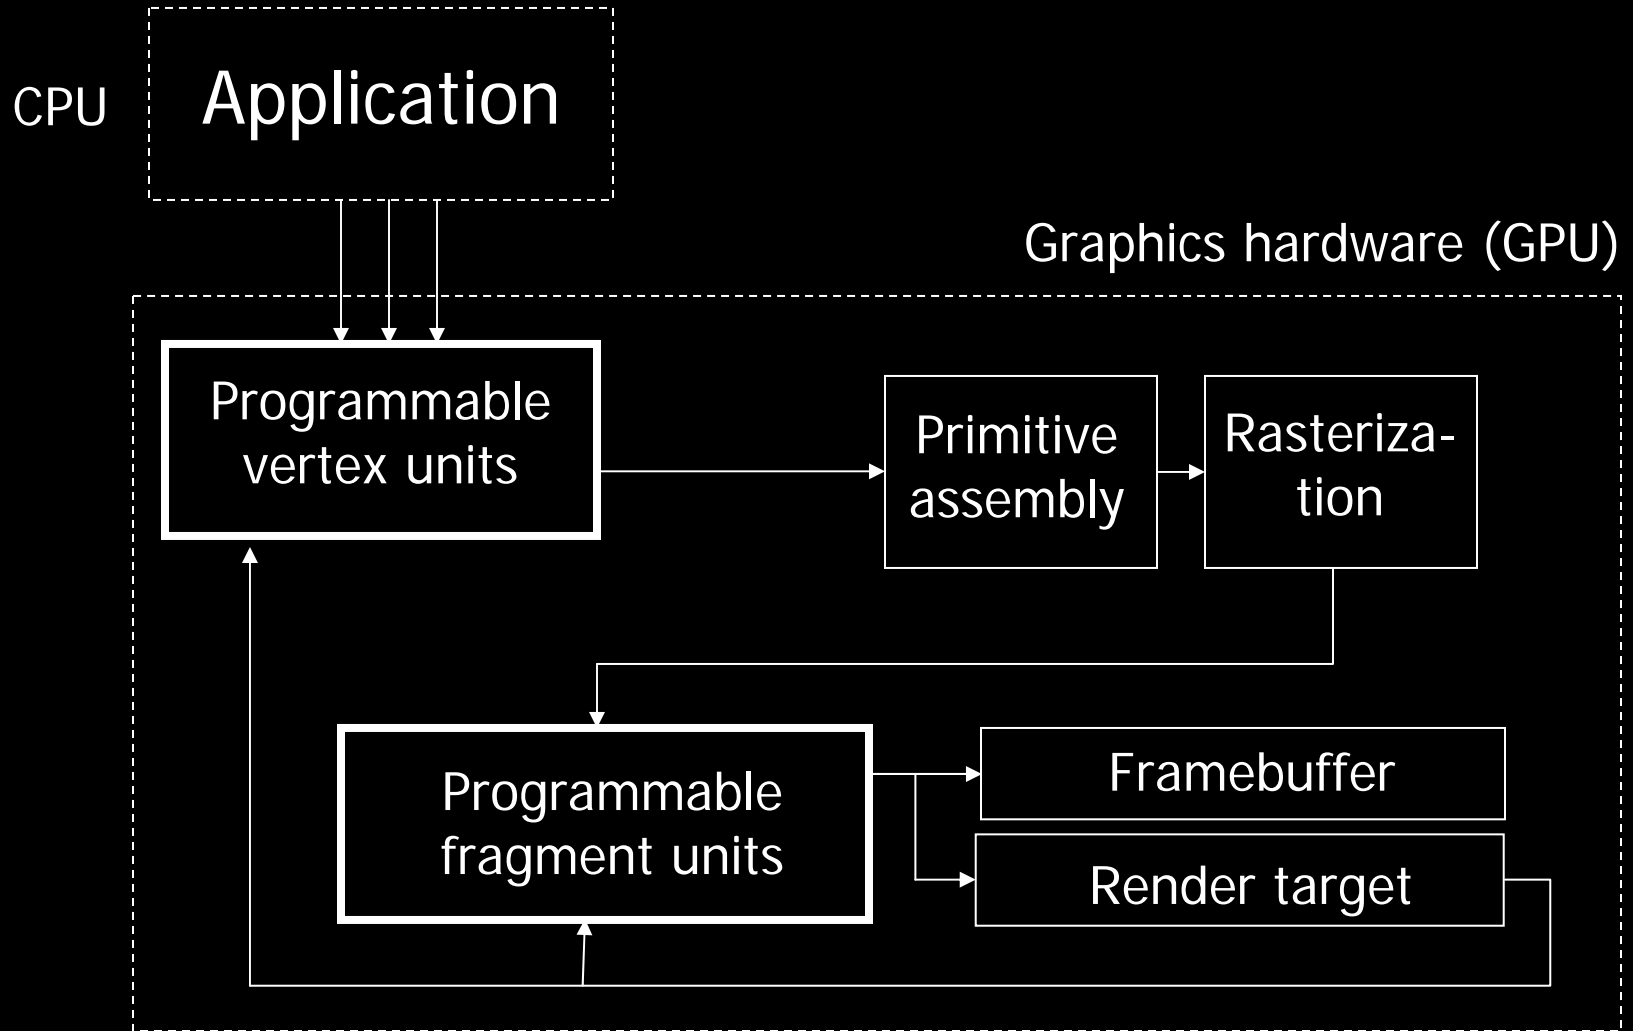 CPU
Application
Graphics hardware (GPU)
Programmable
vertex units
Primitive
assembly
Rasteriza-
tion
Programmable
fragment units
Framebuffer
Render target